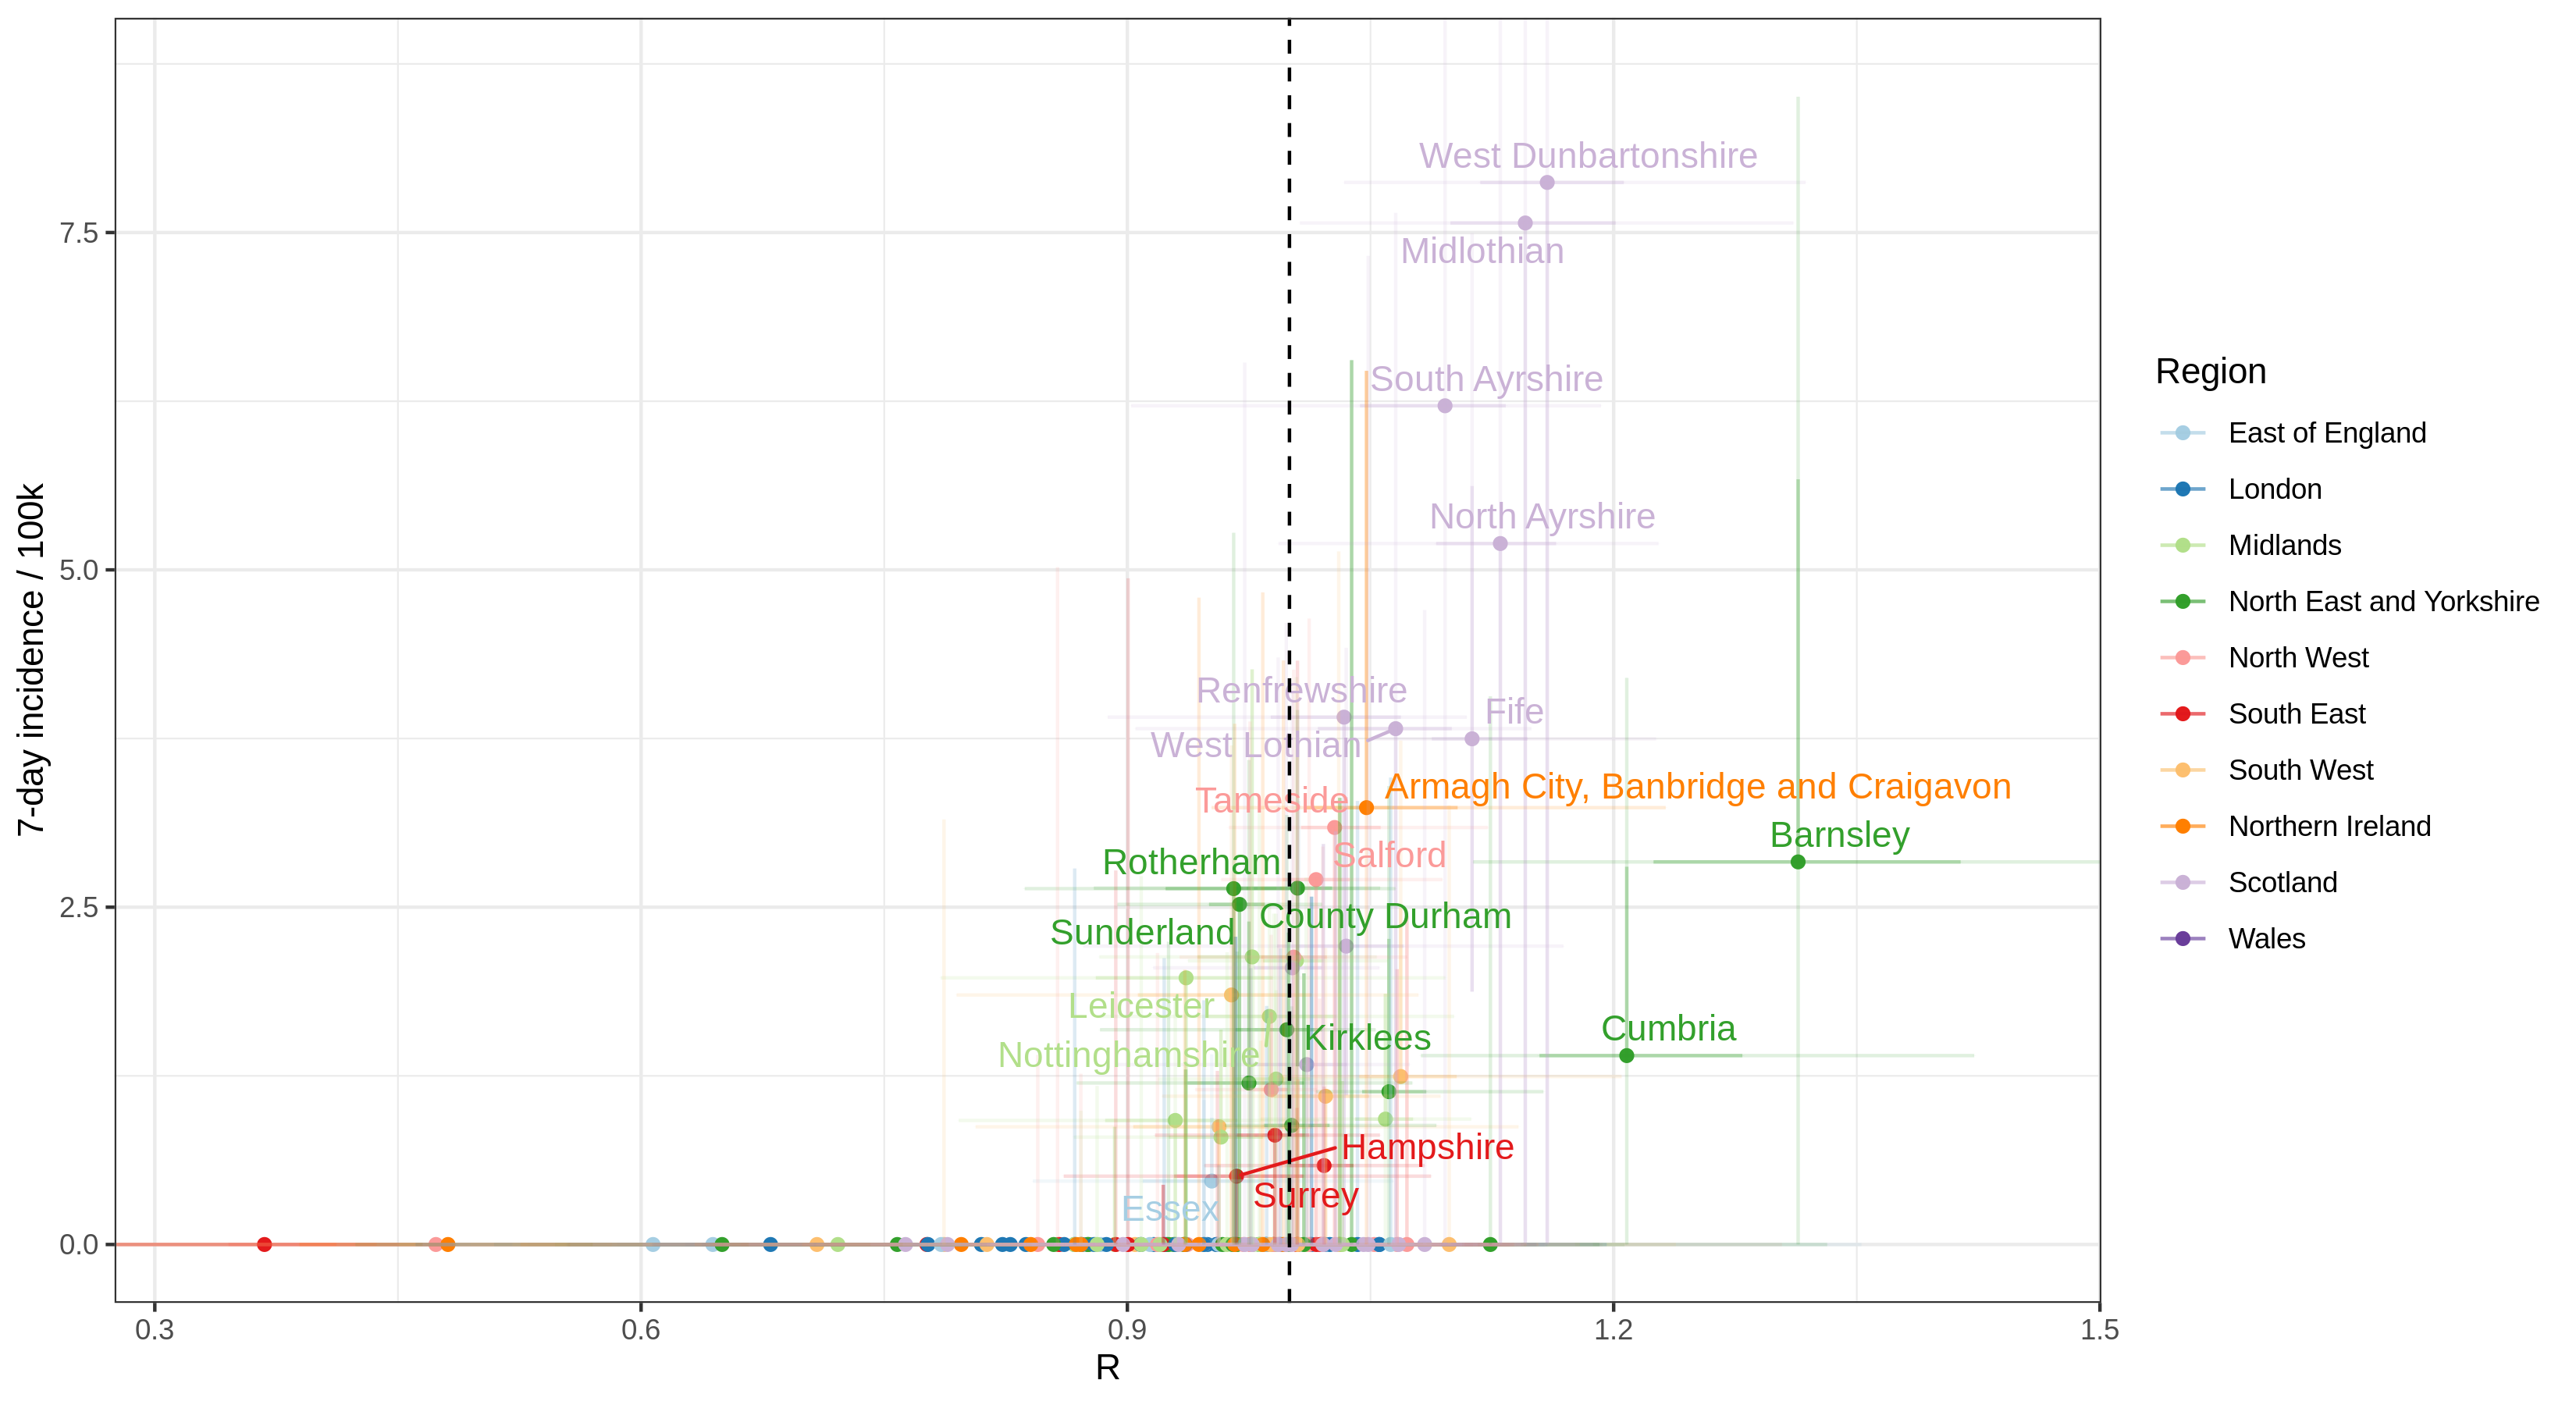 West Dunbartonshire
7.5
Midlothian
South Ayrshire
Region
East of England
London
North Ayrshire
Midlands
5.0
7-day incidence / 100k
North East and Yorkshire
North West
Renfrewshire
Fife
South East
West Lothian
South West
Armagh City, Banbridge and Craigavon
Tameside
Northern Ireland
Barnsley
Salford
Rotherham
Scotland
2.5
County Durham
Sunderland
Wales
Leicester
Cumbria
Kirklees
Nottinghamshire
Hampshire
Surrey
Essex
0.0
0.3 0.6 0.9 1.2 1.5
R